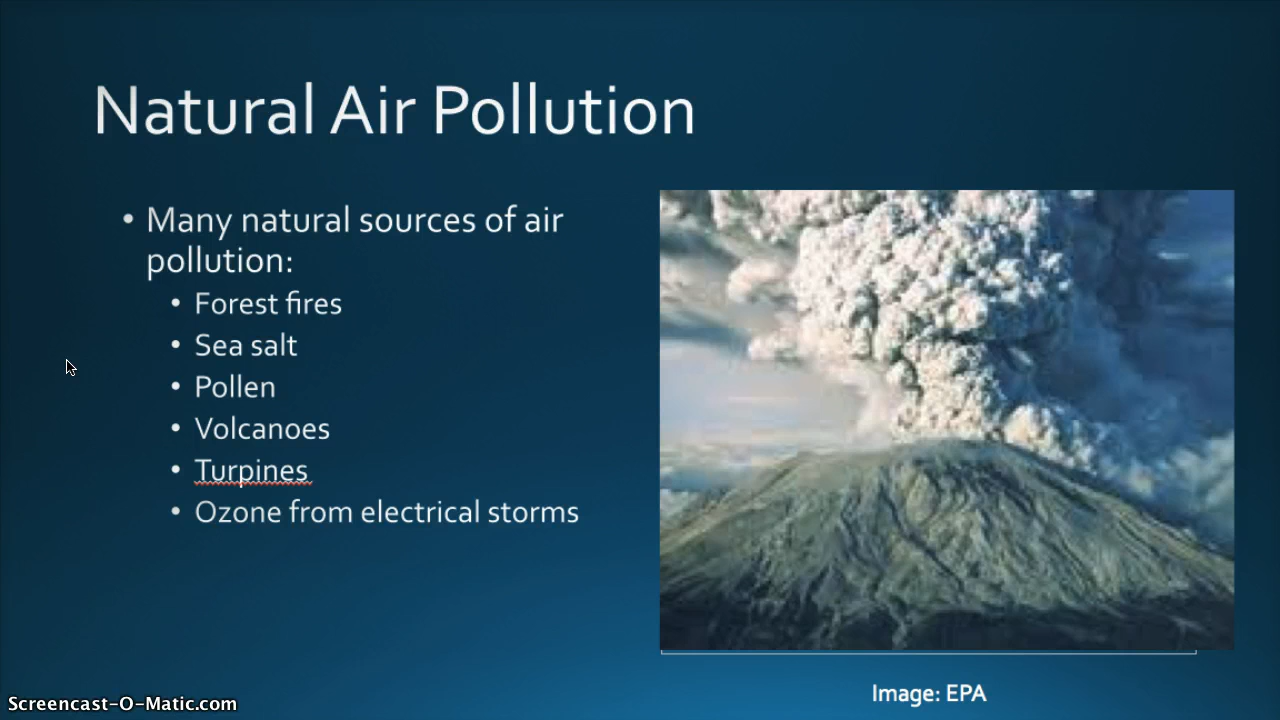 Natural Air Pollution
• Many natural sources of air
pollution:
• Forest fires
• Sea salt
• Pollen
• Volcanoes
• Turpines
• Ozone from electrical storms
Image: EPA
Screencast-O-Matic.com